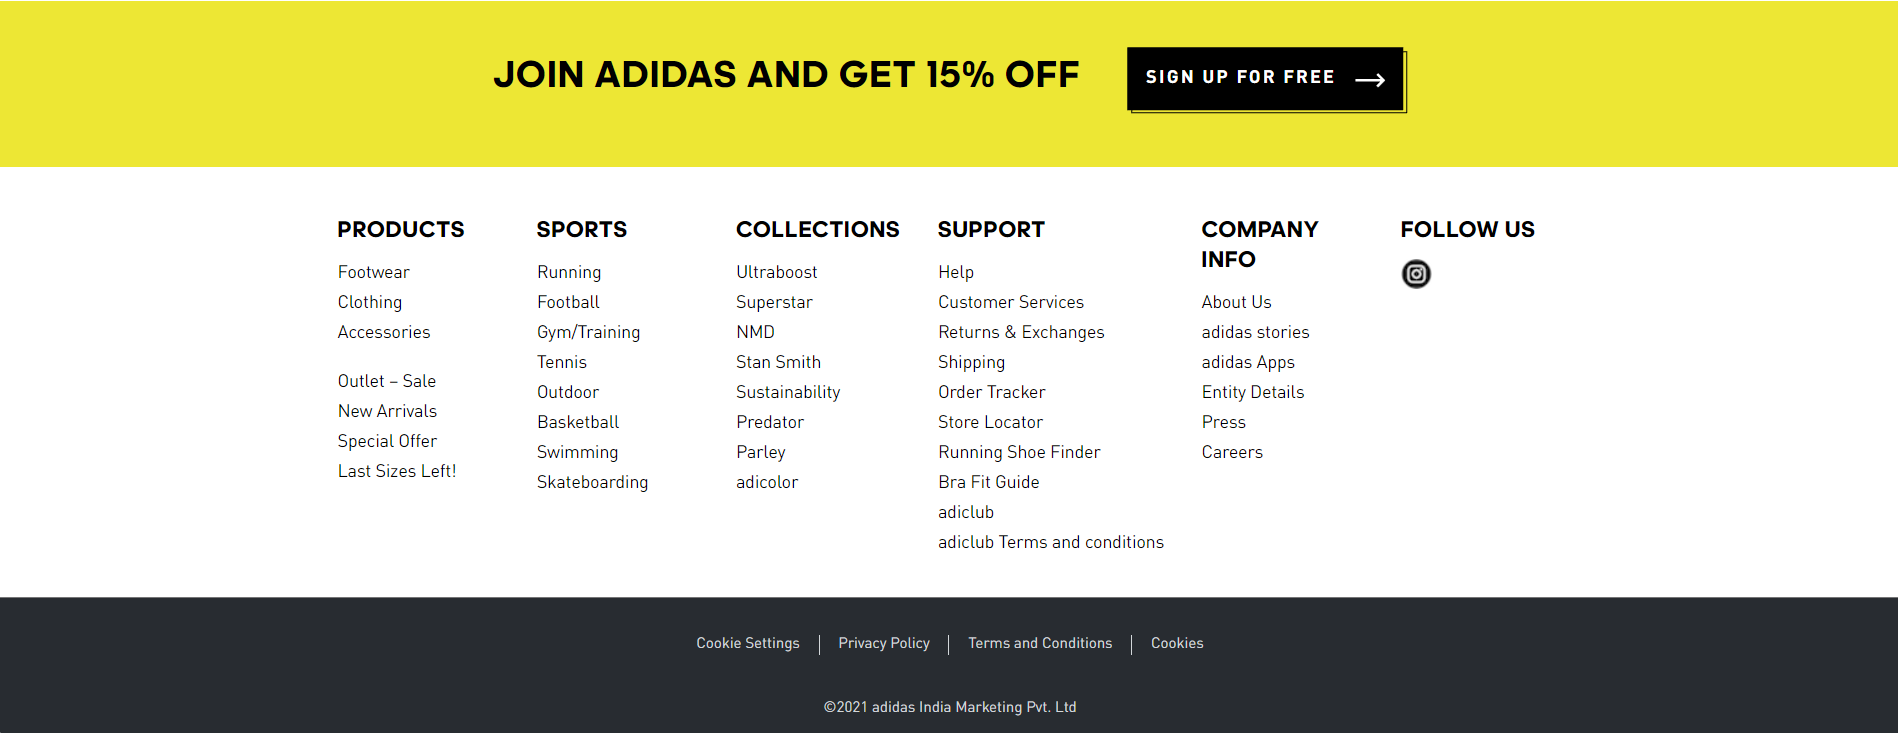 JOIN ADIDAS AND GET 15% OFF
SIGN UP FOR FREE
PRODUCTS
Footwear
Clothing
Accessories
Outlet – Sale
New Arrivals
Special Offer
Last Sizes Left!
SPORTS
Running
Football
Gym/Training
Tennis
Outdoor
Basketball
Swimming
Skateboarding
COLLECTIONS
Ultraboost
Superstar
NMD
Stan Smith
Sustainability
Predator
Parley
adicolor
SUPPORT
Help
Customer Services
Returns & Exchanges
Shipping
Order Tracker
Store Locator
Running Shoe Finder
Bra Fit Guide
adiclub
adiclub Terms and conditions
COMPANY
INFO
About Us
adidas stories
adidas Apps
Entity Details
Press
Careers
FOLLOW US
Cookie Settings | Privacy Policy | Terms and Conditions | Cookies
©2021 adidas India Marketing Pvt. Ltd